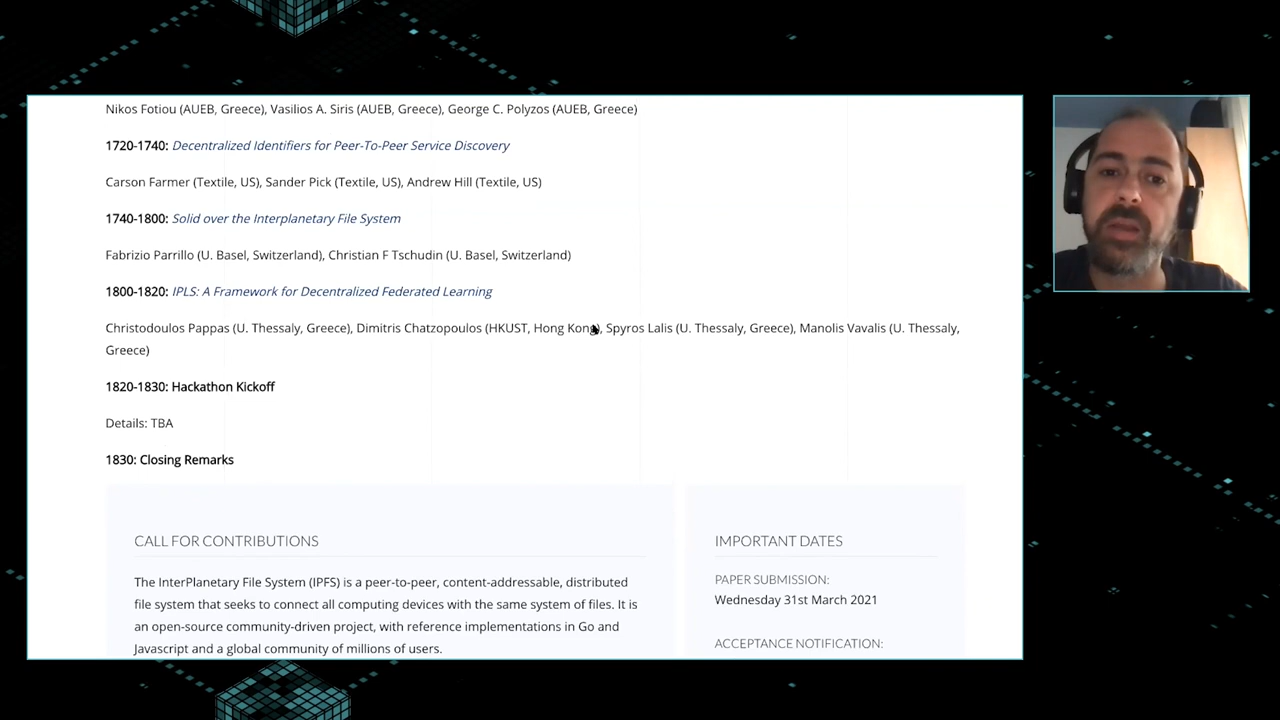 Nikos Fotiou (AUEB, Greece), Vasilios A. Siris (AUEB, Greece), George C. Polyzos (AUEB, Greece)
1720-1740: Decentralized Identifiers for Peer-To-Peer Service Discovery
Carson Farmer (Textile, US), Sander Pick (Textile, US), Andrew Hill (Textile, US)
1740-1800: Solid over the Interplanetary File System
Fabrizio Parrillo (U. Basel, Switzerland), Christian F Tschudin (U. Basel, Switzerland)
1800-1820: IPLS: A Framework for Decentralized Federated Learning
Christodoulos Pappas (U. Thessaly, Greece), Dimitris Chatzopoulos (HKUST, Hong Kong), Spyros Lalis (U. Thessaly, Greece), Manolis Vavalis (U. Thessaly,
Greece)
1820-1830: Hackathon Kickoff
Details: TBA
1830: Closing Remarks
CALL FOR CONTRIBUTIONS
The InterPlanetary File System (IPFS) is a peer-to-peer, content-addressable, distributed
file system that seeks to connect all computing devices with the same system of files. It is
an open-source community-driven project, with reference implementations in Go and
Javascript and a global community of millions of users.
IMPORTANT DATES
PAPER SUBMISSION:
Wednesday 31st March 2021
ACCEPTANCE NOTIFICATION: